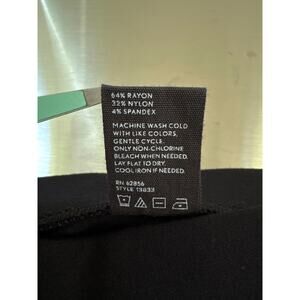 64% RAYON
32% NYLON
4% SPANDEX
MACHINE WASH COLD
WITH LIKE COLORS,
GENTLE CYCLE.
ONLY NON-CHLORINE
BLEACH WHEN NEEDED.
LAY FLAT TO DRY.
COOL IRON IF NEEDED.
RN 62856
STYLE 13833